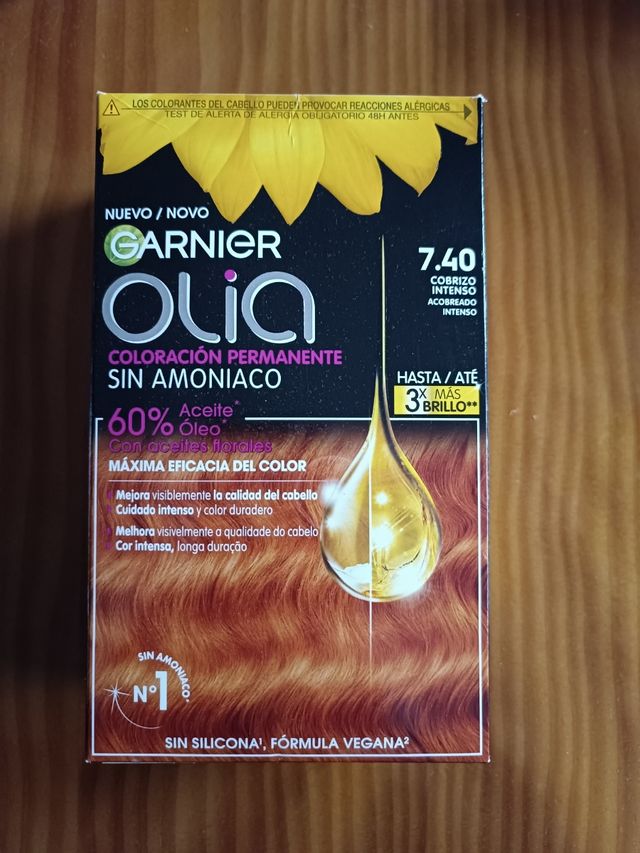 LOS COLORANTES DEL CABELLO PUEDEN PROVOCAR REACCIONES ALÉRGICAS
TEST DE ALERTA DE ALERGIA OBLIGATORIO 48H ANTES
NUEVO / NOVO
GARNIER
OLIA
7.40
COBRIZO
INTENSO
ACOBREADO
INTENSO
COLORACIÓN PERMANENTE
SIN AMONIACO
HASTA / ATÉ
3X MÁS
BRILLO**
60% Aceite*
Óleo*
Con aceites florales
MÁXIMA EFICACIA DEL COLOR
Mejora visiblemente la calidad del cabello
Cuidado intenso y color duradero
Melhora visivelmente a qualidade do cabelo
Cor intensa, longa duração
SIN AMONIACO*
Nº1
SIN SILICONA¹, FÓRMULA VEGANA²